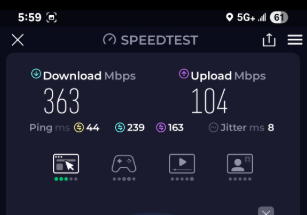 5:59 5G+ 61
SPEEDTEST
Download Mbps Upload Mbps
363 104
Ping ms 44 239 163 Jitter ms 8